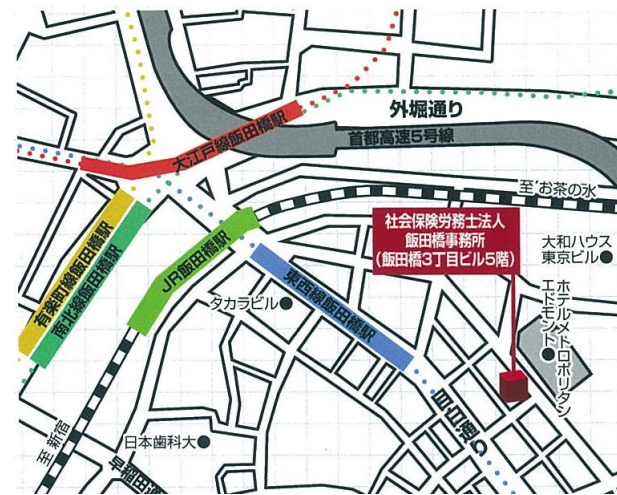 外堀通り
首都高速5号線
大江戸線飯田橋駅
至 お茶の水
社会保険労務士法人
飯田橋事務所
(飯田橋3丁目ビル5階)
大和ハウス
東京ビル
有楽町線飯田橋駅
南北線飯田橋駅
JR飯田橋駅
東西線飯田橋駅
タカラビル
ホテルメトロポリタン
エドモント
目白通り
日本歯科大
至 新宿
早稲田通